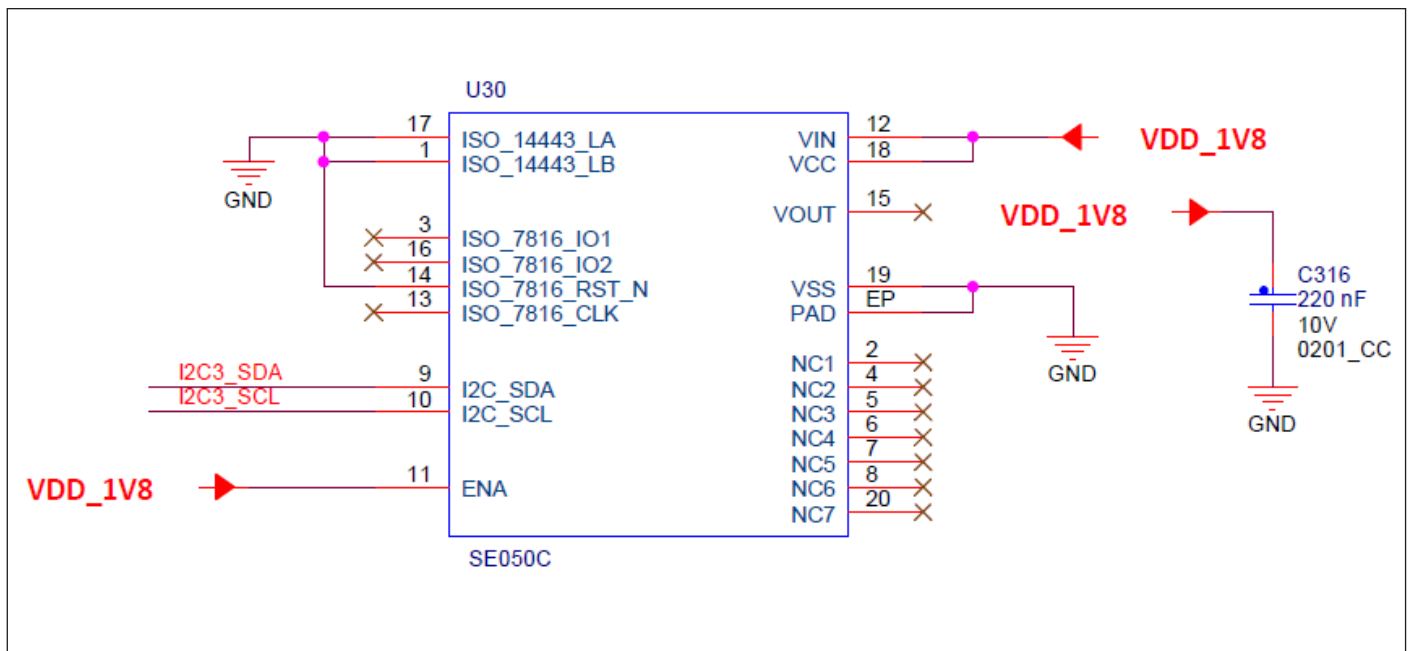 U30
17
ISO_14443_LA
1
ISO_14443_LB
GND
3
ISO_7816_IO1
16
ISO_7816_IO2
14
ISO_7816_RST_N
13
ISO_7816_CLK
I2C3_SDA
9
I2C_SDA
I2C3_SCL
10
I2C_SCL
VDD_1V8
11
ENA
SE050C
12
VIN
18
VCC
VDD_1V8
15
VOUT
VDD_1V8
19
VSS
EP
PAD
GND
2
NC1
4
NC2
5
NC3
6
NC4
7
NC5
8
NC6
20
NC7
C316
220 nF
10V
0201_CC
GND